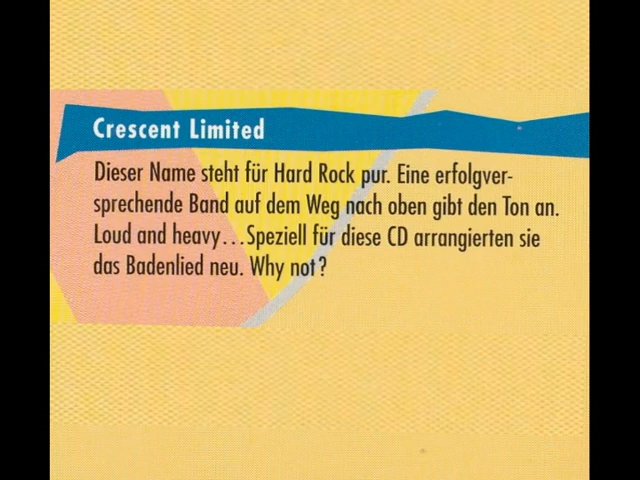 Crescent Limited
Dieser Name steht für Hard Rock pur. Eine erfolgver-
sprechende Band auf dem Weg nach oben gibt den Ton an.
Loud and heavy...Speziell für diese CD arrangierten sie
das Badenlied neu. Why not?